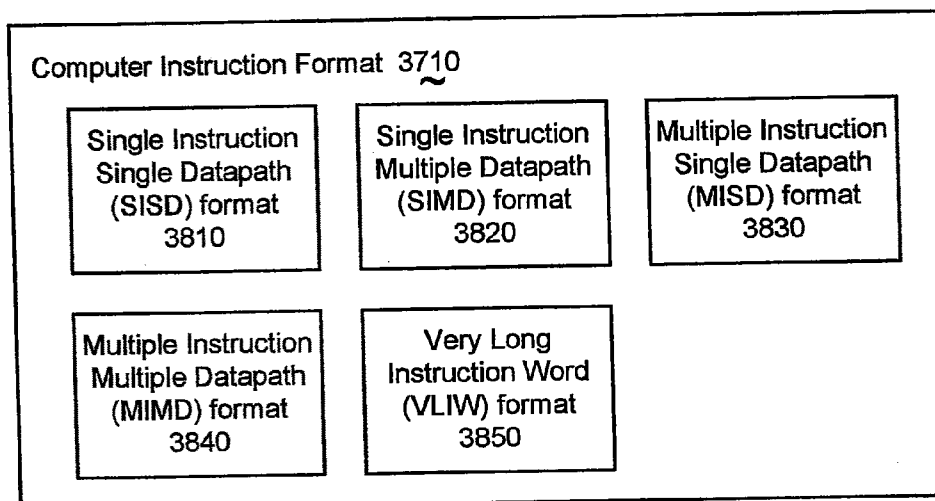 Computer Instruction Format 3710
Single Instruction
Single Datapath
(SISD) format
3810
Single Instruction
Multiple Datapath
(SIMD) format
3820
Multiple Instruction
Single Datapath
(MISD) format
3830
Multiple Instruction
Multiple Datapath
(MIMD) format
3840
Very Long
Instruction Word
(VLIW) format
3850